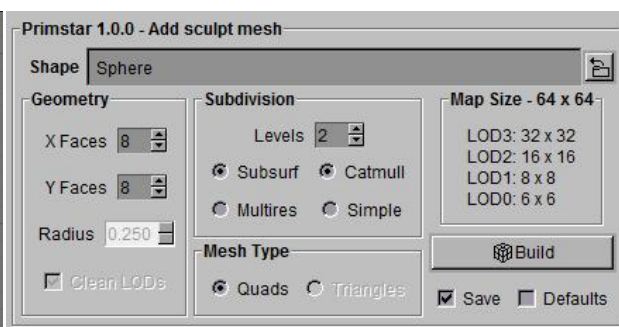 Primstar 1.0.0 - Add sculpt mesh
Shape Sphere
Geometry
X Faces 8
Y Faces 8
Radius 0.250
Clean LODs
Subdivision
Levels 2
Subsurf Catmull
Multires Simple
Mesh Type
Quads Triangles
Map Size - 64 x 64
LOD3: 32 x 32
LOD2: 16 x 16
LOD1: 8 x 8
LOD0: 6 x 6
Build
Save Defaults